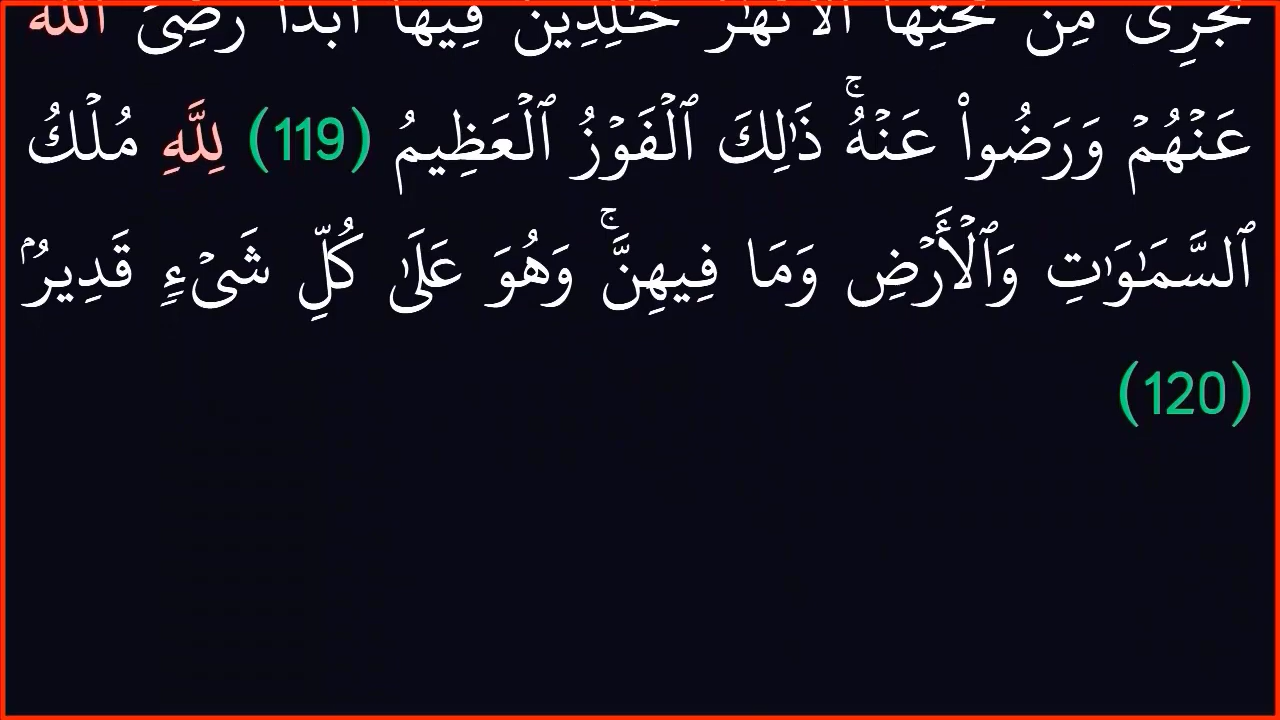 تَجۡرِى مِن تَحۡتِهَا ٱلۡأَنۡهَـٰرُ خَـٰلِدِينَ فِيهَآ أَبَدٗا رَّضِىَ ٱللَّهُ
عَنۡهُمۡ وَرَضُواْ عَنۡهُۚ ذَٰلِكَ ٱلۡفَوۡزُ ٱلۡعَظِيمُ (119) لِلَّهِ مُلۡكُ
ٱلسَّمَـٰوَٰتِ وَٱلۡأَرۡضِ وَمَا فِيهِنَّۚ وَهُوَ عَلَىٰ كُلِّ شَىۡءٖ قَدِيرُۢ
(120)